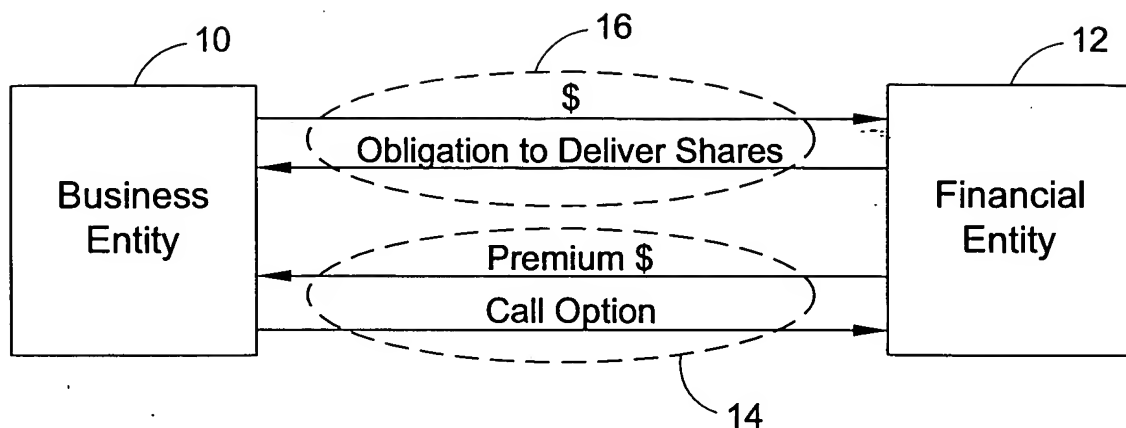 10
16
12
$
Obligation to Deliver Shares
Business
Entity
Financial
Entity
Premium $
Call Option
14